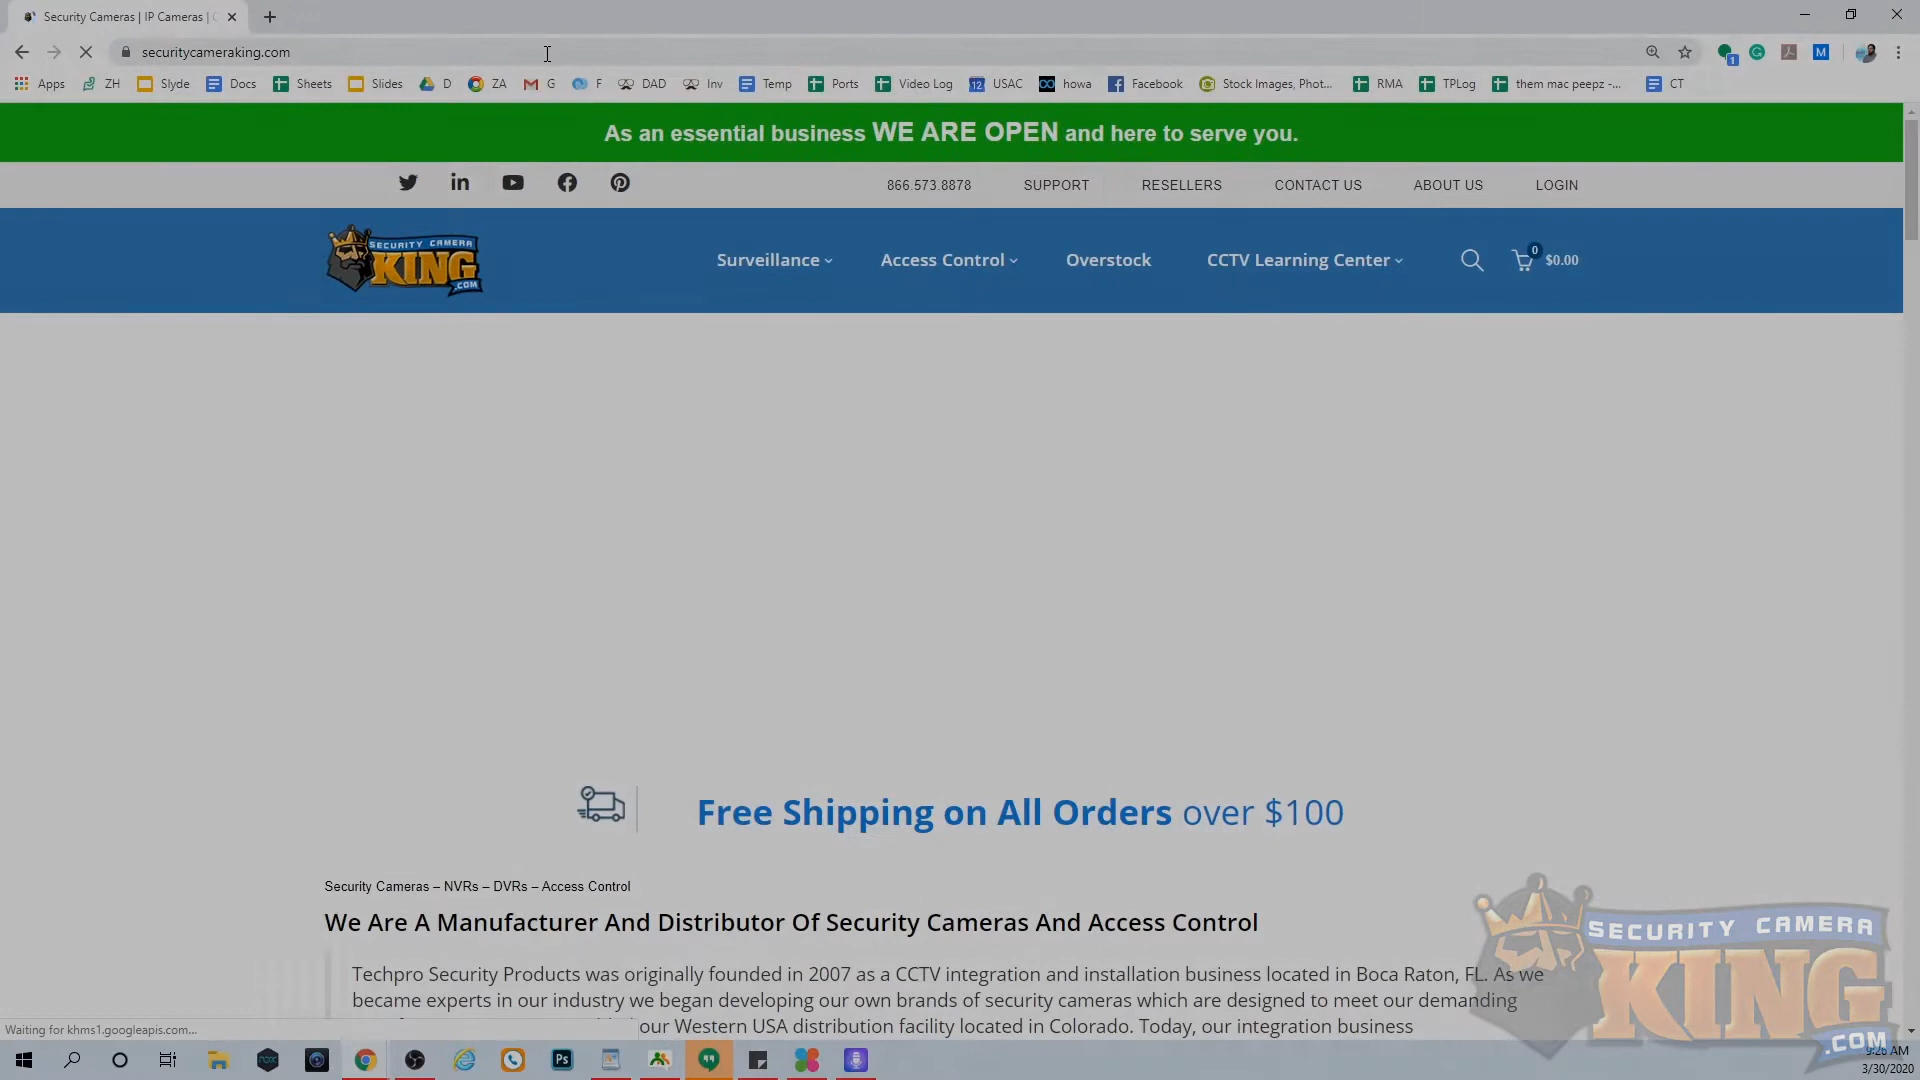 Security Cameras | IP Cameras |
securitycameraking.com
Apps ZH Slyde Docs Sheets Slides D ZA G F DAD Inv Temp Ports Video Log USAC howa Facebook Stock Images, Phot... RMA TPLog them mac peepz -... CT
As an essential business WE ARE OPEN and here to serve you.
866.573.8878 SUPPORT RESELLERS CONTACT US ABOUT US LOGIN
SECURITY CAMERA
KING
.COM
Surveillance Access Control Overstock CCTV Learning Center 0 $0.00
Free Shipping on All Orders over $100
Security Cameras – NVRs – DVRs – Access Control
We Are A Manufacturer And Distributor Of Security Cameras And Access Control
Techpro Security Products was originally founded in 2007 as a CCTV integration and installation business located in Boca Raton, FL. As we
became experts in our industry we began developing our own brands of security cameras which are designed to meet our demanding
our Western USA distribution facility located in Colorado. Today, our integration business
SECURITY CAMERA
KING
.COM
Waiting for khms1.googleapis.com...
9:26 AM
3/30/2020